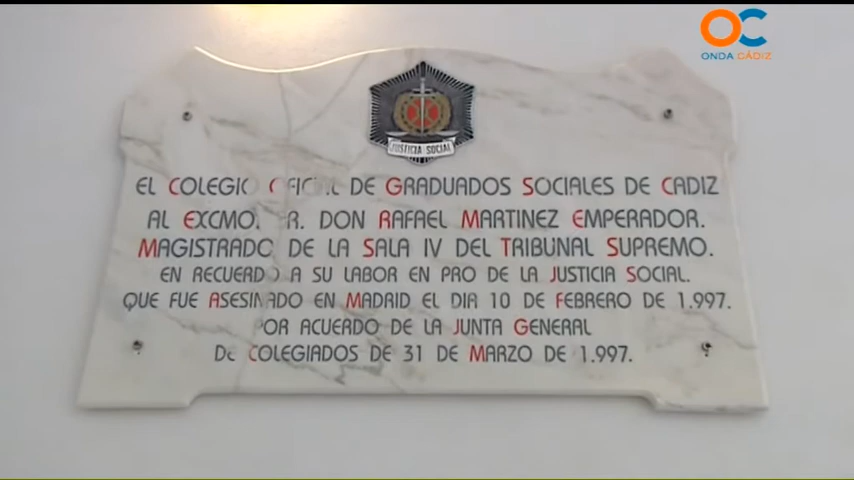 OC
ONDA CÁDIZ
JUSTICIA SOCIAL
EL COLEGIO OFICIAL DE GRADUADOS SOCIALES DE CADIZ
AL EXCMO. SR. DON RAFAEL MARTINEZ EMPERADOR.
MAGISTRADO DE LA SALA IV DEL TRIBUNAL SUPREMO.
EN RECUERDO A SU LABOR EN PRO DE LA JUSTICIA SOCIAL.
QUE FUE ASESINADO EN MADRID EL DIA 10 DE FEBRERO DE 1.997.
POR ACUERDO DE LA JUNTA GENERAL
DE COLEGIADOS DE 31 DE MARZO DE 1.997.